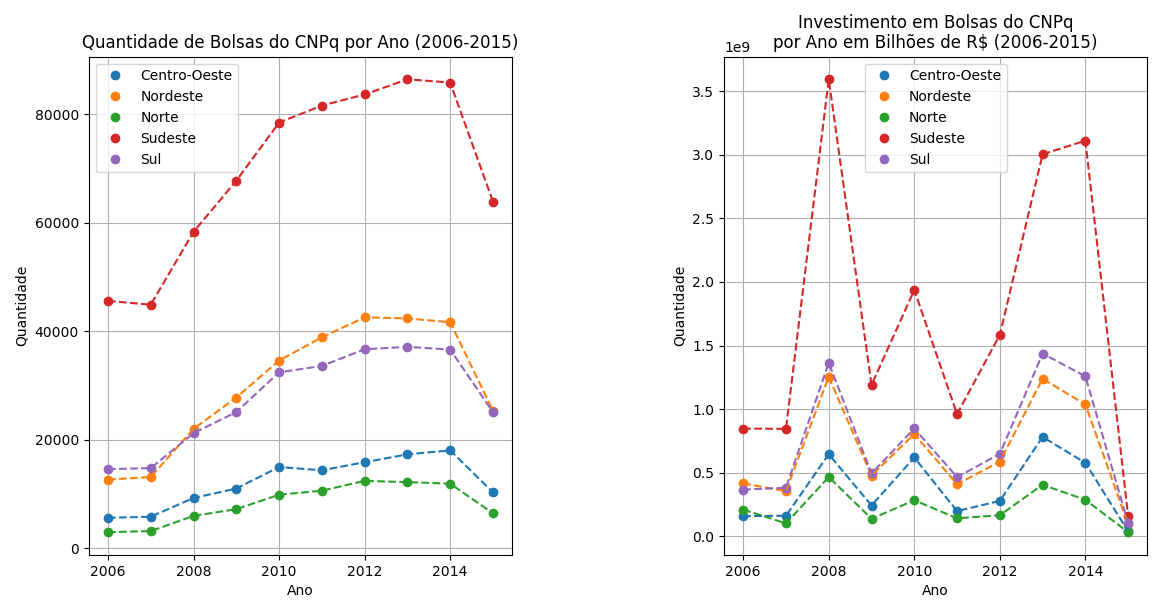 Quantidade de Bolsas do CNPq por Ano (2006-2015)
Centro-Oeste
Nordeste
Norte
Sudeste
Sul
80000
60000
40000
20000
0
Quantidade
2006
2008
2010
2012
2014
Ano
Investimento em Bolsas do CNPq
por Ano em Bilhões de R$ (2006-2015)
1e9
Centro-Oeste
Nordeste
Norte
Sudeste
Sul
3.5
3.0
2.5
2.0
1.5
1.0
0.5
0.0
Quantidade
2006
2008
2010
2012
2014
Ano